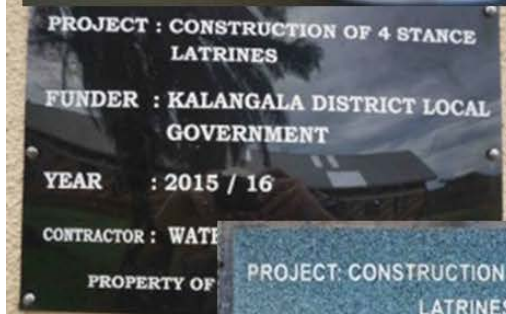 PROJECT : CONSTRUCTION OF 4 STANCE
LATRINES
FUNDER : KALANGALA DISTRICT LOCAL
GOVERNMENT
YEAR : 2015 / 16
CONTRACTOR :
PROPERTY OF
PROJECT: CONSTRUCTION
LATRINES